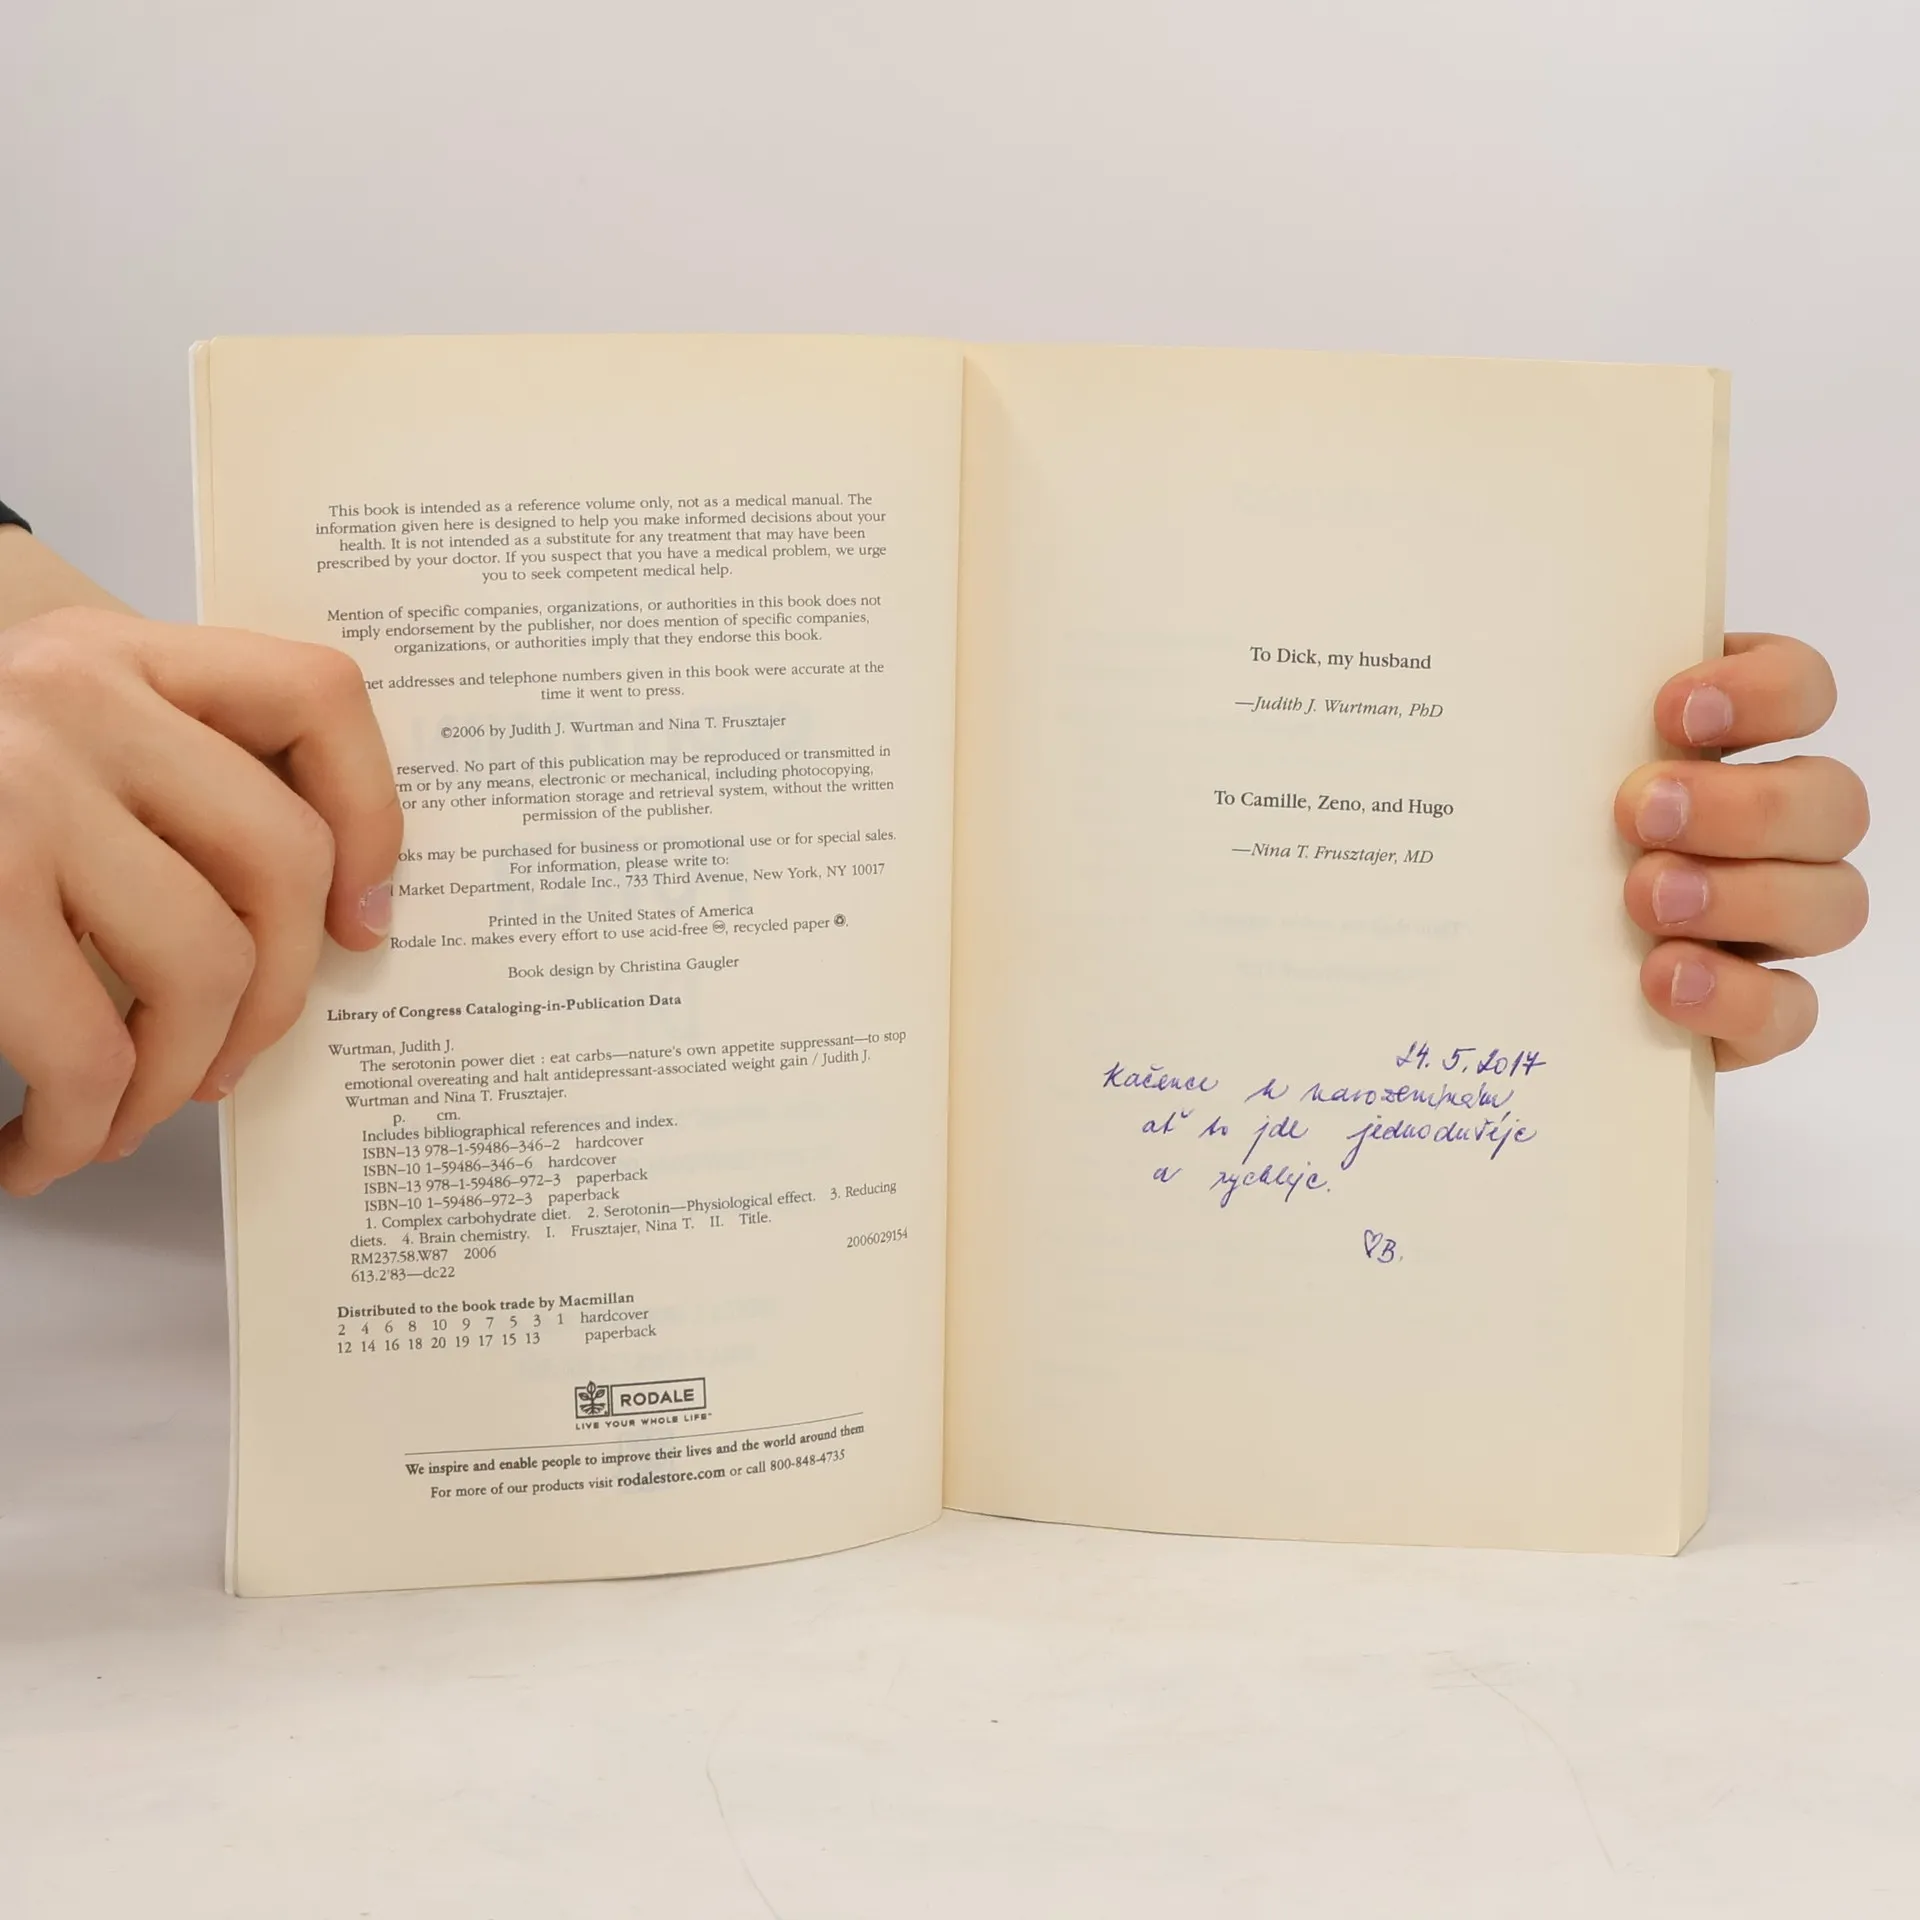 This book is intended as a reference volume only, not as a medical manual. The
information given here is designed to help you make informed decisions about your
health. It is not intended as a substitute for any treatment that may have been
prescribed by your doctor. If you suspect that you have a medical problem, we urge
you to seek competent medical help.
Mention of specific companies, organizations, or authorities in this book does not
imply endorsement by the publisher, nor does mention of specific companies,
organizations, or authorities imply that they endorse this book.
net addresses and telephone numbers given in this book were accurate at the
time it went to press.
©2006 by Judith J. Wurtman and Nina T. Frusztajer
reserved. No part of this publication may be reproduced or transmitted in
or by any means, electronic or mechanical, including photocopying,
or any other information storage and retrieval system, without the written
permission of the publisher.
oks may be purchased for business or promotional use or for special sales.
For information, please write to:
Market Department, Rodale Inc., 733 Third Avenue, New York, NY 10017
Printed in the United States of America
Rodale Inc. makes every effort to use acid-free ♾, recycled paper ♲.
Book design by Christina Gaugler
Library of Congress Cataloging-in-Publication Data
Wurtman, Judith J.
The serotonin power diet : eat carbs—nature's own appetite suppressant—to stop
emotional overeating and halt antidepressant-associated weight gain / Judith J.
Wurtman and Nina T. Frusztajer.
p. cm.
Includes bibliographical references and index.
ISBN–13 978–1–59486–346–2 hardcover
ISBN–10 1–59486–346–6 hardcover
ISBN–13 978–1–59486–972–3 paperback
ISBN–10 1–59486–972–3 paperback
1. Complex carbohydrate diet. 2. Serotonin—Physiological effect. 3. Reducing
diets. 4. Brain chemistry. I. Frusztajer, Nina T. II. Title.
RM237.58.W87 2006
613.2'83—dc22 2006029154
Distributed to the book trade by Macmillan
2 4 6 8 10 9 7 5 3 1 hardcover
12 14 16 18 20 19 17 15 13 paperback
RODALE
LIVE YOUR WHOLE LIFE™
We inspire and enable people to improve their lives and the world around them
For more of our products visit rodalestore.com or call 800-848-4735
To Dick, my husband
—Judith J. Wurtman, PhD
To Camille, Zeno, and Hugo
—Nina T. Frusztajer, MD
24. 5. 2017
Kačence k narozeninám
ať to jde jednodušeji
a rychleji.
♡B.